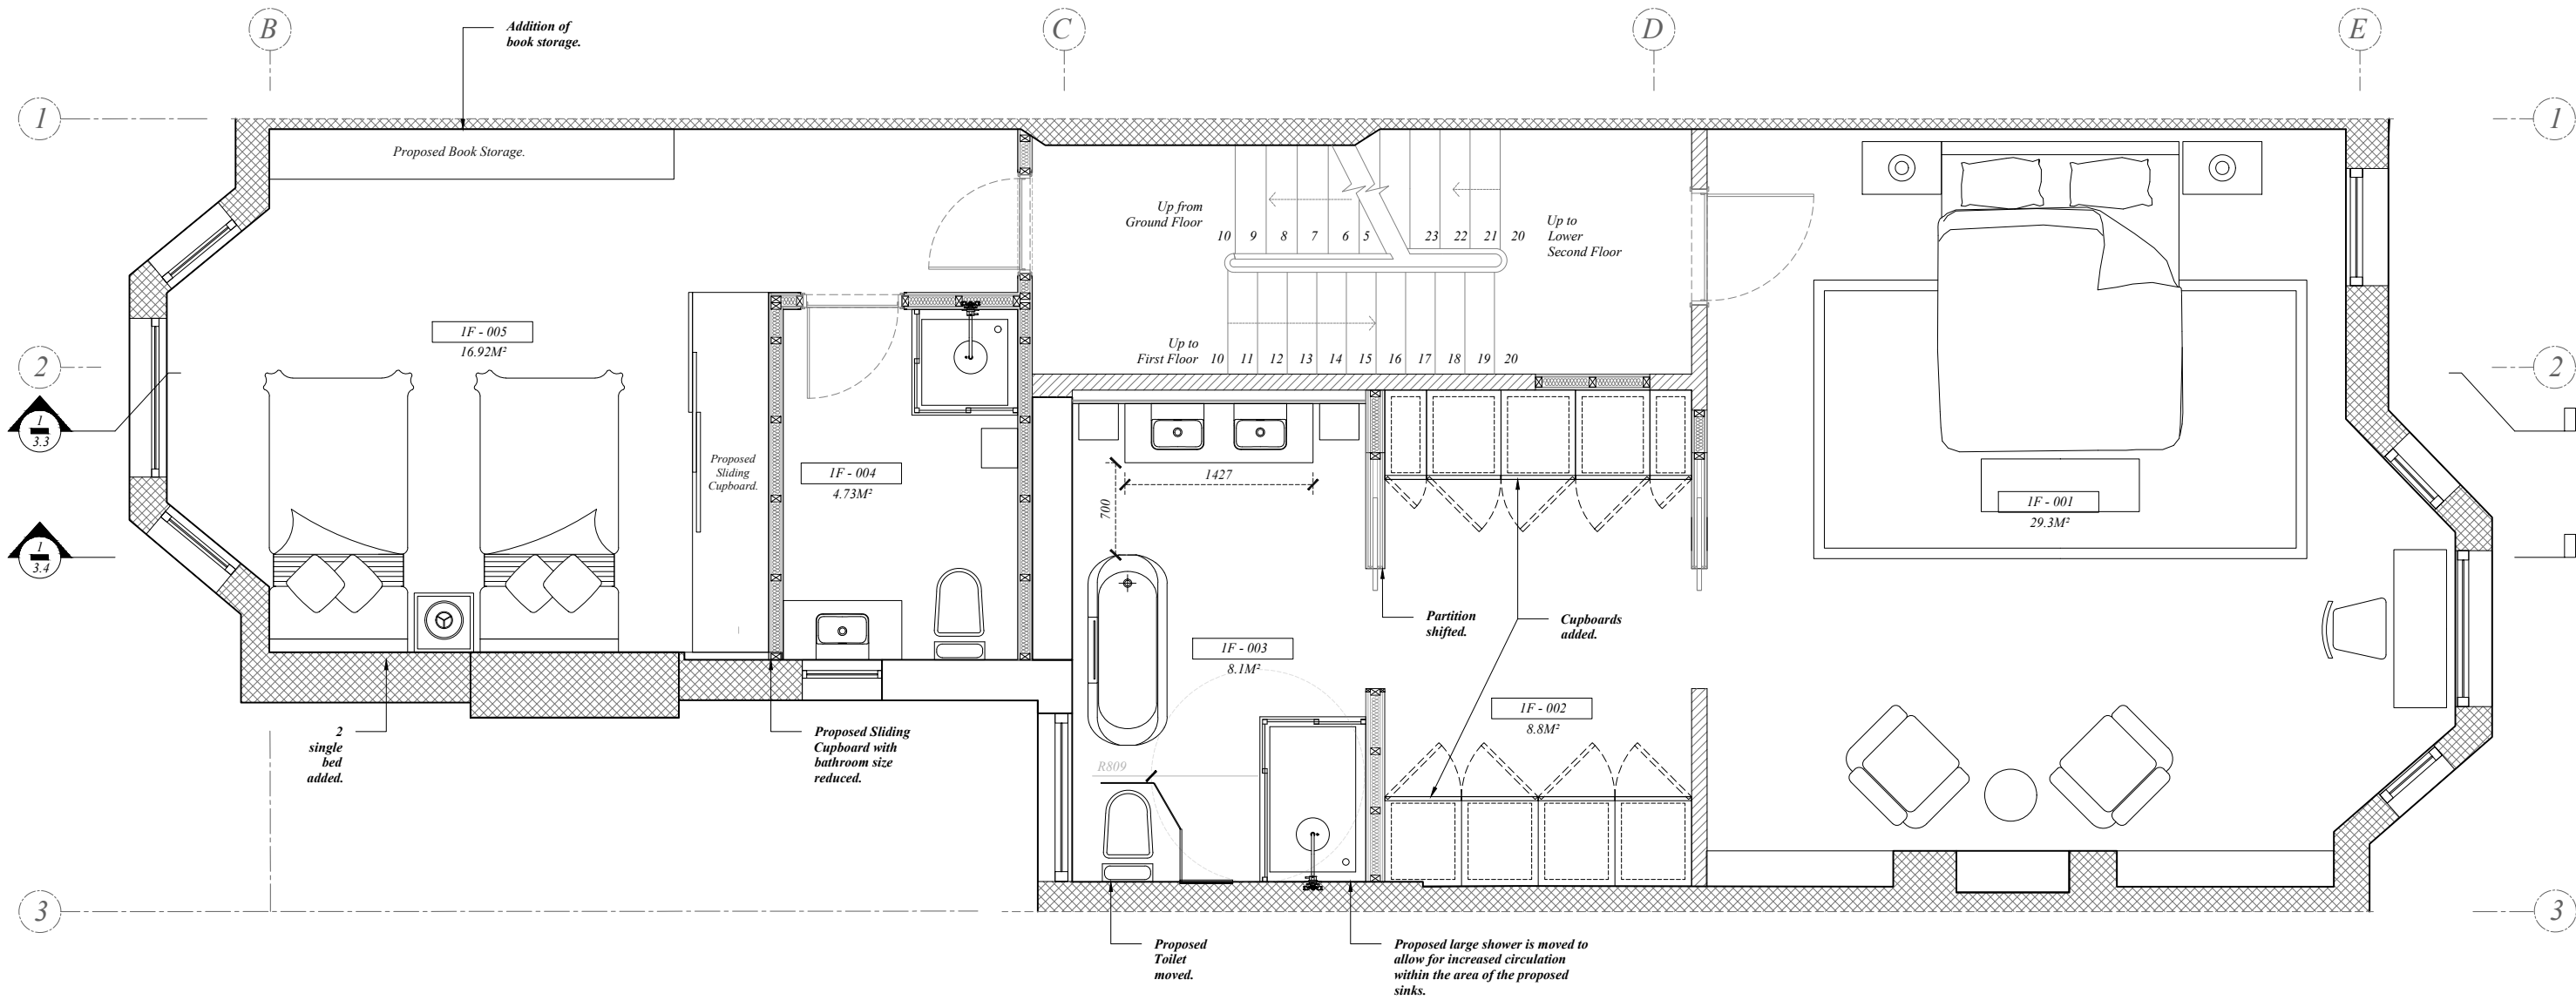 B
C
D
E
Addition of
book storage.
1
1
Proposed Book Storage.
Up from
Ground Floor
10 9 8 7 6 5
23 22 21 20
Up to
Lower
Second Floor
1F - 005
16.92M²
Up to
First Floor
10 11 12 13 14 15 16 17 18 19 20
2
2
1
3.3
Proposed
Sliding
Cupboard.
1F - 004
4.73M²
1427
700
1F - 001
29.3M²
1
3.4
Partition
shifted.
Cupboards
added.
1F - 003
8.1M²
1F - 002
8.8M²
2
single
bed
added.
Proposed Sliding
Cupboard with
bathroom size
reduced.
R809
3
3
Proposed
Toilet
moved.
Proposed large shower is moved to
allow for increased circulation
within the area of the proposed
sinks.